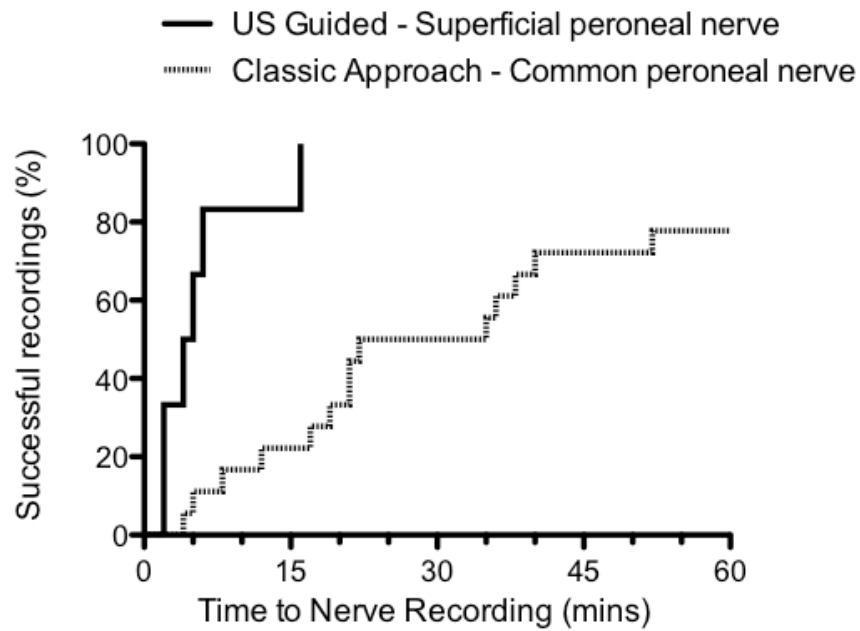 US Guided - Superficial peroneal nerve
Classic Approach - Common peroneal nerve
Successful recordings (%)
100
80
60
40
20
0
0 15 30 45 60
Time to Nerve Recording (mins)